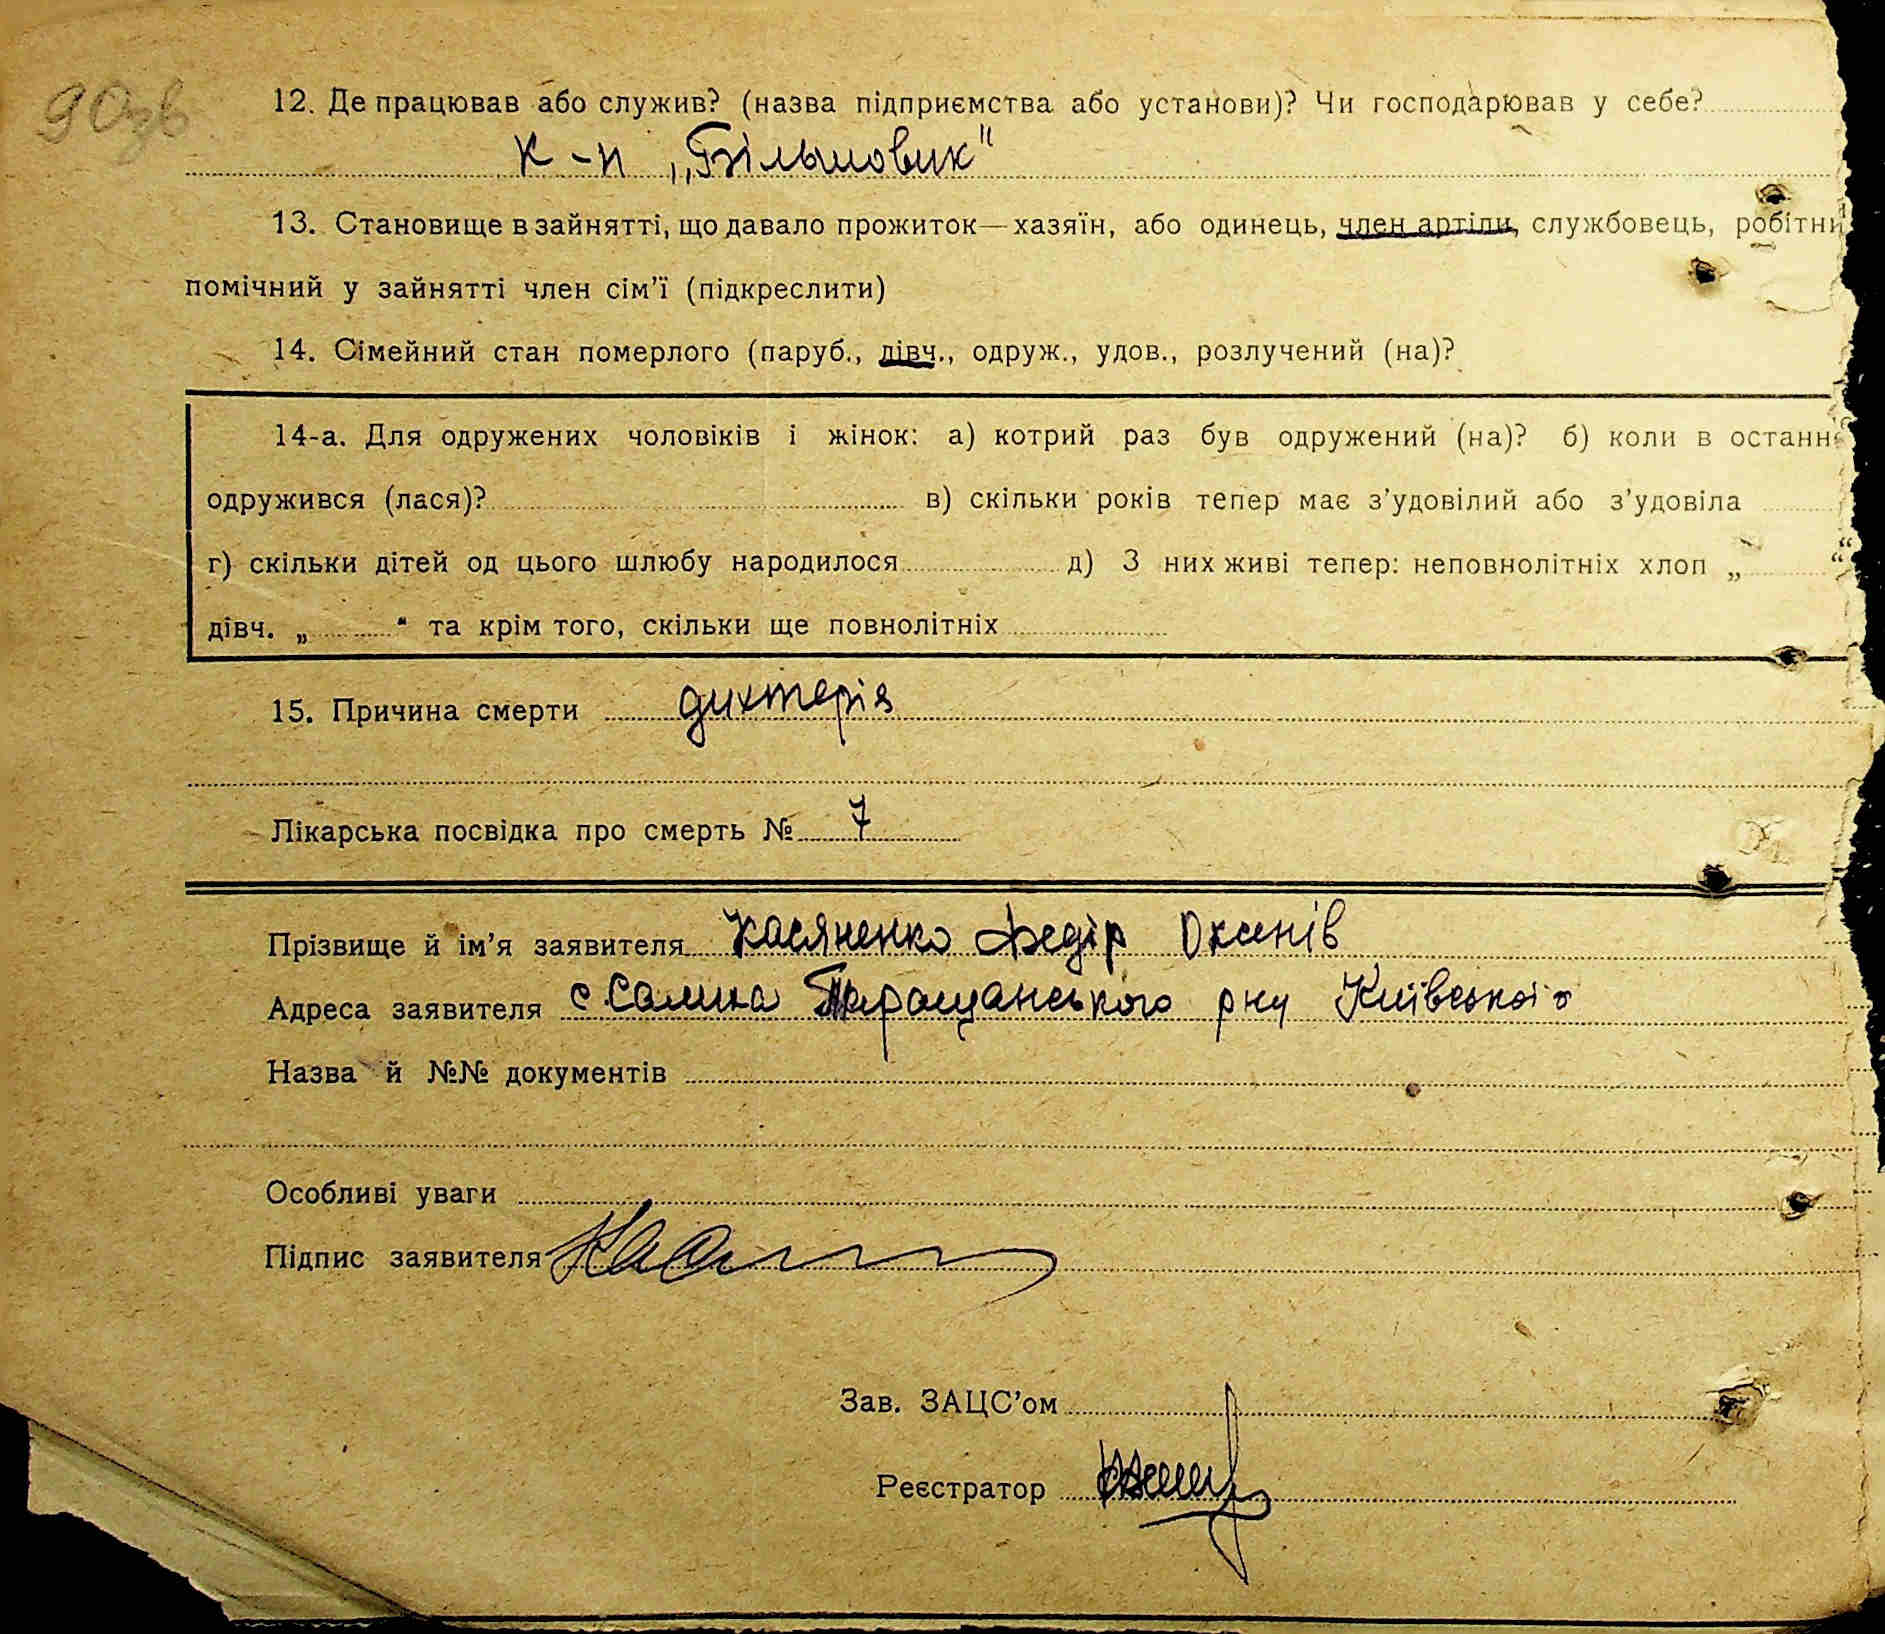 90зв
12. Де працював або служив? (назва підприємства або установи)? Чи господарював у себе?
к-п „Більшовик"
13. Становище в зайнятті, що давало прожиток—хазяїн, або одинець, член артіли, службовець, робітни
помічний у зайнятті член сім'ї (підкреслити)
14. Сімейний стан померлого (паруб., дівч., одруж., удов., розлучений (на)?
14-а. Для одружених чоловіків і жінок: а) котрий раз був одружений (на)? б) коли в останнє
одружився (лася)? в) скільки років тепер має з'удовілий або з'удовіла
г) скільки дітей од цього шлюбу народилося д) З них живі тепер: неповнолітніх хлоп „ “
дівч. „ “ та крім того, скільки ще повнолітніх
15. Причина смерти дихтерія
Лікарська посвідка про смерть № 7
Прізвище й ім'я заявителя Касяненко Федір
Адреса заявителя с Салиха Таращанського рну Київського
Назва й №№ документів
Особливі уваги
Підпис заявителя
Зав. ЗАЦС'ом
Реєстратор